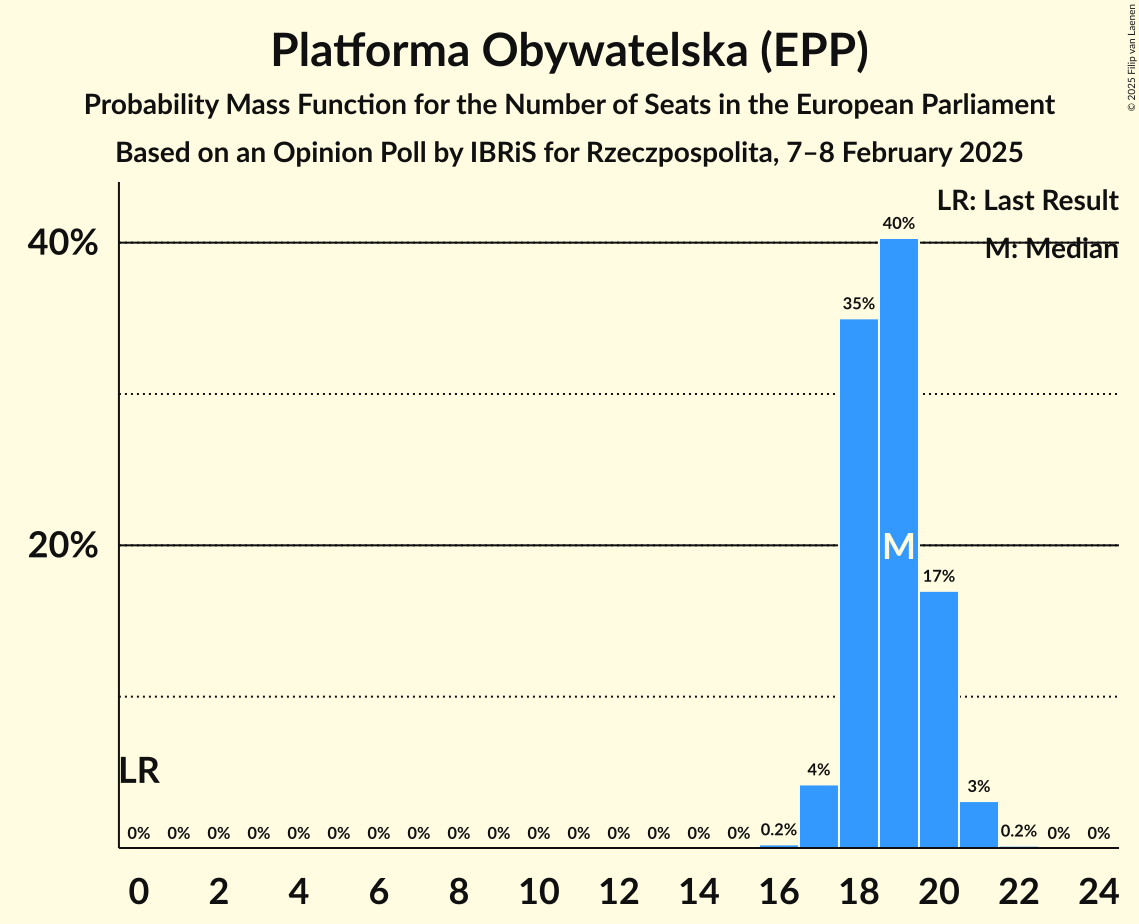 Platforma Obywatelska (EPP)
Probability Mass Function for the Number of Seats in the European Parliament
Based on an Opinion Poll by IBRiS for Rzeczpospolita, 7–8 February 2025
© 2025 Filip van Laenen
LR: Last Result
M: Median
40%
20%
40%
35%
M
17%
LR
4%
3%
0% 0% 0% 0% 0% 0% 0% 0% 0% 0% 0% 0% 0% 0% 0% 0% 0.2% 0.2% 0% 0%
0 2 4 6 8 10 12 14 16 18 20 22 24